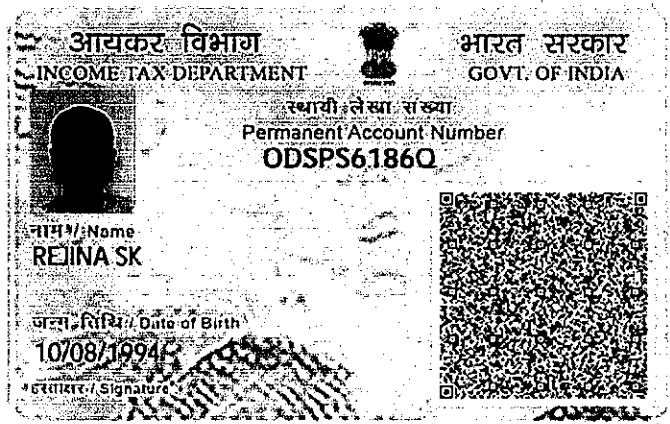 आयकर विभाग
INCOME TAX DEPARTMENT
भारत सरकार
GOVT. OF INDIA
स्थायी लेखा संख्या
Permanent Account Number
ODSPS6186Q
नाम / Name
REJINA SK
जन्म तिथि / Date of Birth
10/08/1994
हस्ताक्षर / Signature